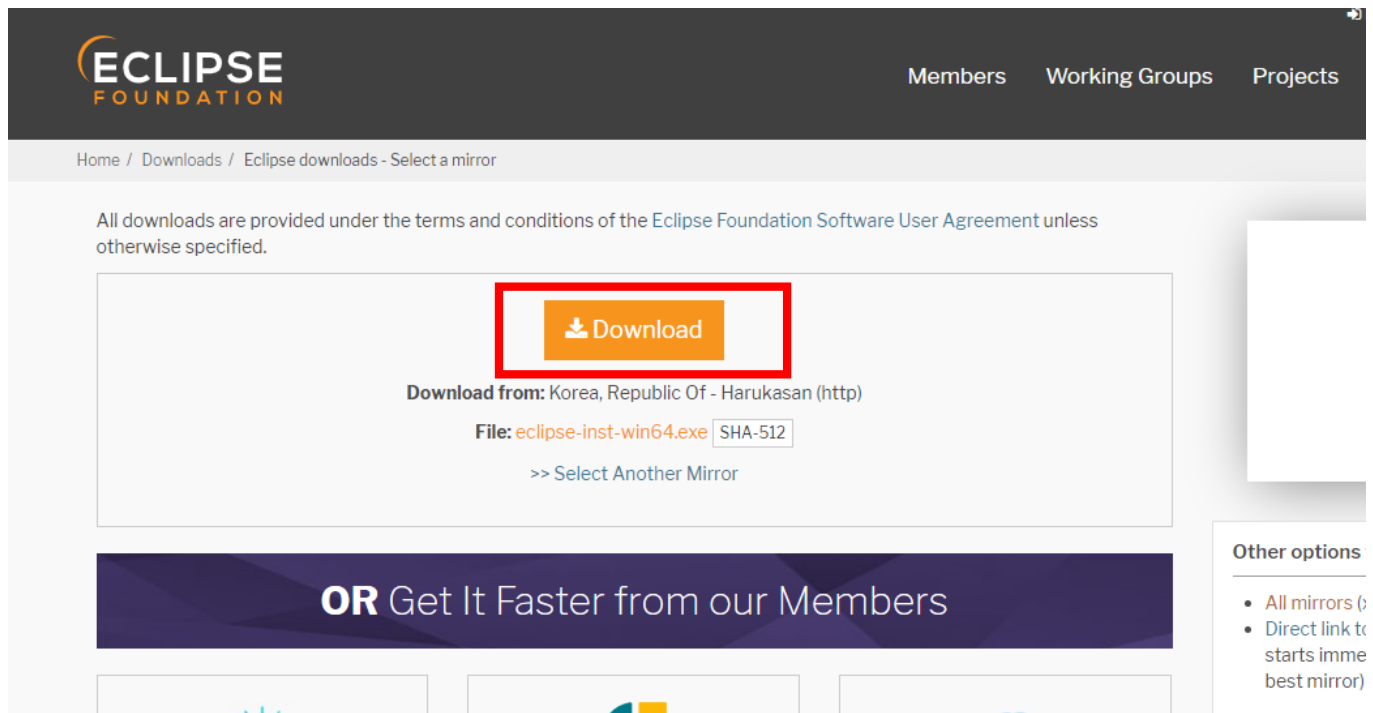 ECLIPSE
FOUNDATION
Members Working Groups Projects
Home / Downloads / Eclipse downloads - Select a mirror
All downloads are provided under the terms and conditions of the Eclipse Foundation Software User Agreement unless
otherwise specified.
Download
Download from: Korea, Republic Of - Harukasan (http)
File: eclipse-inst-win64.exe SHA-512
>> Select Another Mirror
OR Get It Faster from our Members
Other options
All mirrors
Direct link
starts
best mirror)